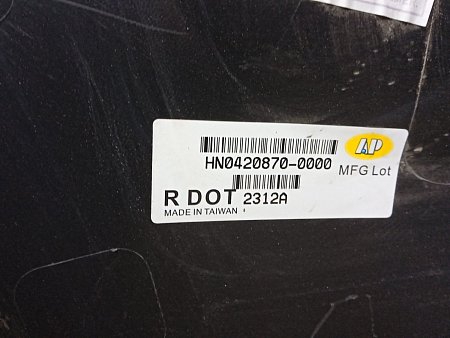 AP
HN0420870-0000
MFG Lot
R DOT 2312A
MADE IN TAIWAN